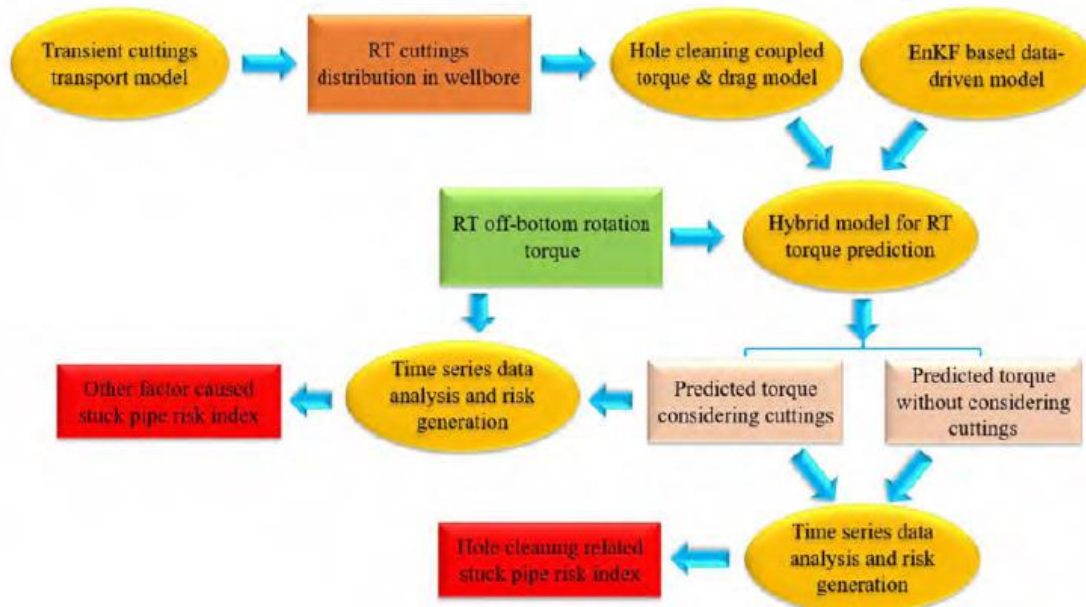 Transient cuttings
transport model
RT cuttings
distribution in wellbore
Hole cleaning coupled
torque & drag model
EnKF based data-
driven model
RT off-bottom rotation
torque
Hybrid model for RT
torque prediction
Other factor caused
stuck pipe risk index
Time series data
analysis and risk
generation
Predicted torque
considering cuttings
Predicted torque
without considering
cuttings
Hole cleaning related
stuck pipe risk index
Time series data
analysis and risk
generation